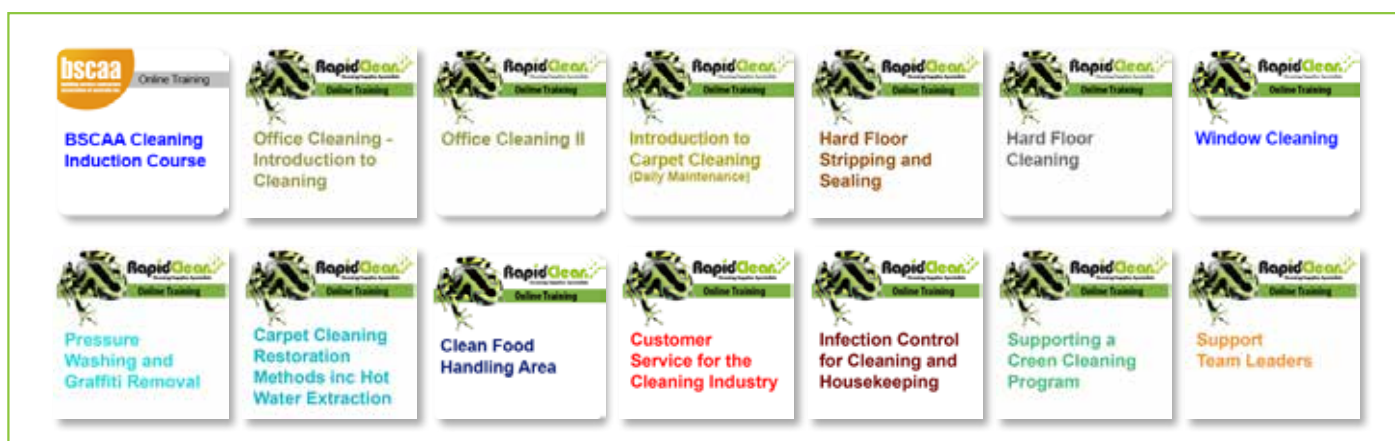 bscaa
Online Training
BSCAA Cleaning
Induction Course
RapidClean
Online Training
Office Cleaning -
Introduction to
Cleaning
RapidClean
Online Training
Office Cleaning II
RapidClean
Online Training
Introduction to
Carpet Cleaning
(Daily Maintenance)
RapidClean
Online Training
Hard Floor
Stripping and
Sealing
RapidClean
Online Training
Hard Floor
Cleaning
RapidClean
Online Training
Window Cleaning
RapidClean
Online Training
Pressure
Washing and
Graffiti Removal
RapidClean
Online Training
Carpet Cleaning
Restoration
Methods inc Hot
Water Extraction
RapidClean
Online Training
Clean Food
Handling Area
RapidClean
Online Training
Customer
Service for the
Cleaning Industry
RapidClean
Online Training
Infection Control
for Cleaning and
Housekeeping
RapidClean
Online Training
Supporting a
Creen Cleaning
Program
RapidClean
Online Training
Support
Team Leaders